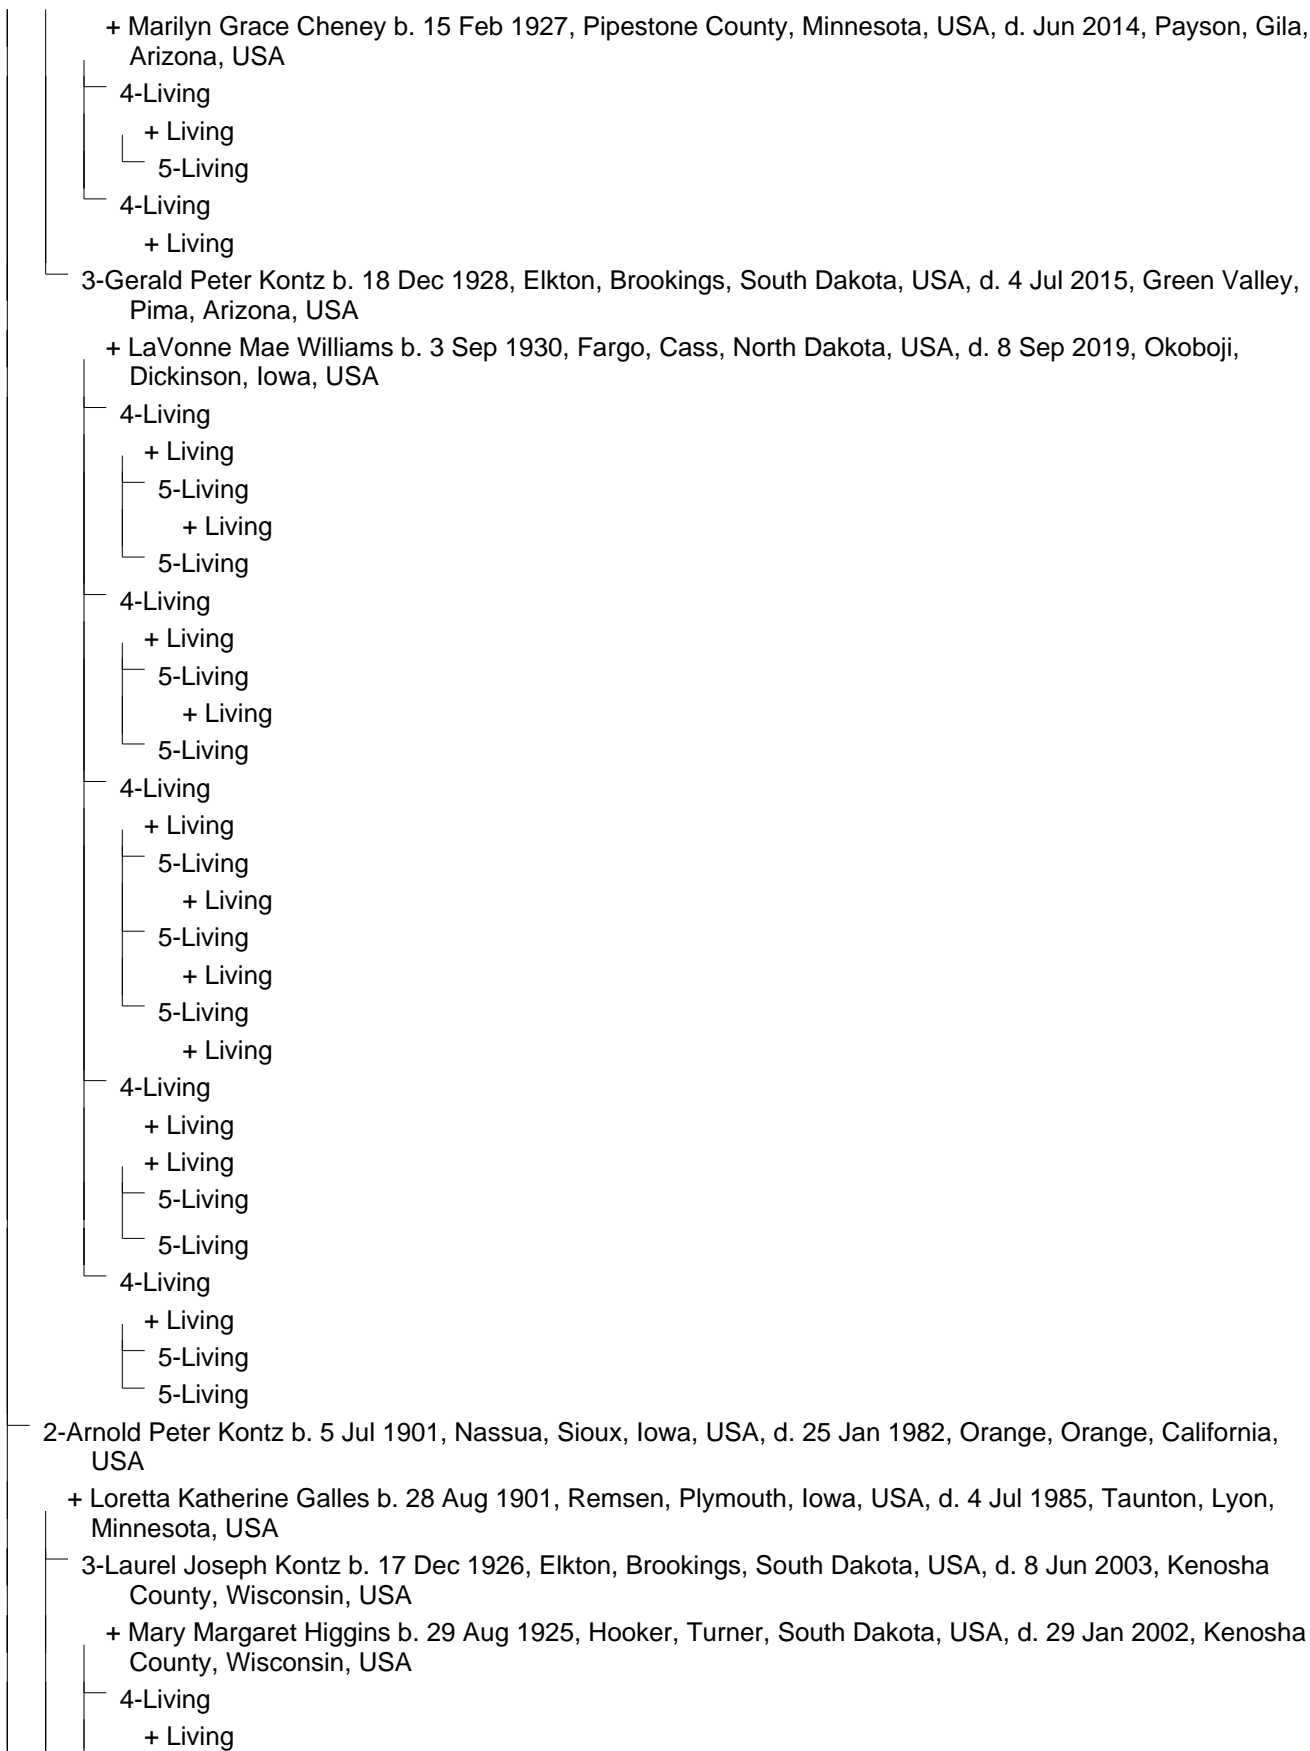 + Marilyn Grace Cheney b. 15 Feb 1927, Pipestone County, Minnesota, USA, d. Jun 2014, Payson, Gila,
Arizona, USA
4-Living
+ Living
5-Living
4-Living
+ Living
3-Gerald Peter Kontz b. 18 Dec 1928, Elkton, Brookings, South Dakota, USA, d. 4 Jul 2015, Green Valley,
Pima, Arizona, USA
+ LaVonne Mae Williams b. 3 Sep 1930, Fargo, Cass, North Dakota, USA, d. 8 Sep 2019, Okoboji,
Dickinson, Iowa, USA
4-Living
+ Living
5-Living
+ Living
5-Living
4-Living
+ Living
5-Living
+ Living
5-Living
4-Living
+ Living
5-Living
+ Living
5-Living
+ Living
5-Living
+ Living
4-Living
+ Living
+ Living
5-Living
5-Living
4-Living
+ Living
5-Living
5-Living
2-Arnold Peter Kontz b. 5 Jul 1901, Nassua, Sioux, Iowa, USA, d. 25 Jan 1982, Orange, Orange, California,
USA
+ Loretta Katherine Galles b. 28 Aug 1901, Remsen, Plymouth, Iowa, USA, d. 4 Jul 1985, Taunton, Lyon,
Minnesota, USA
3-Laurel Joseph Kontz b. 17 Dec 1926, Elkton, Brookings, South Dakota, USA, d. 8 Jun 2003, Kenosha
County, Wisconsin, USA
+ Mary Margaret Higgins b. 29 Aug 1925, Hooker, Turner, South Dakota, USA, d. 29 Jan 2002, Kenosha
County, Wisconsin, USA
4-Living
+ Living